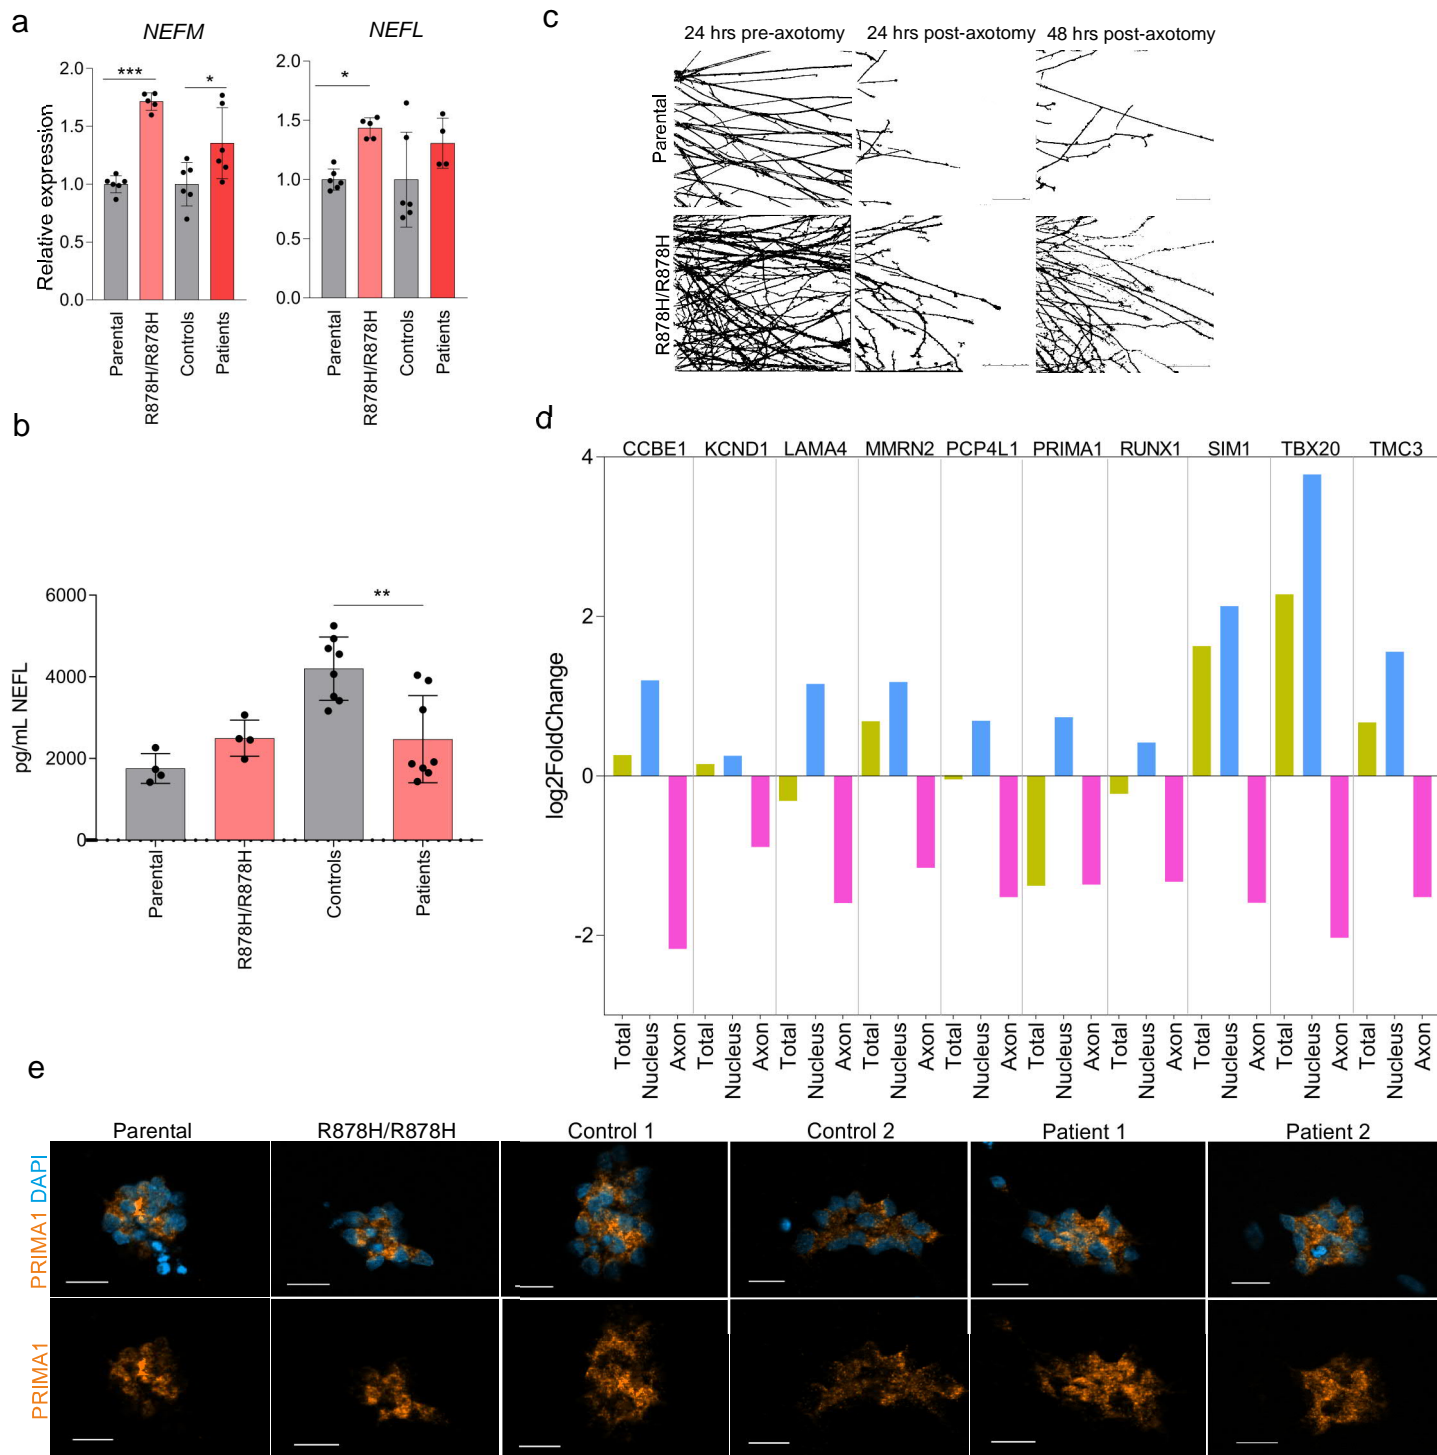 a
NEFM
NEFL
Relative expression
2.0
1.5
1.0
0.5
0.0
***
*
Parental
R878H/R878H
Controls
Patients
2.0
1.5
1.0
0.5
0.0
*
Parental
R878H/R878H
Controls
Patients
c
24 hrs pre-axotomy
24 hrs post-axotomy
48 hrs post-axotomy
Parental
R878H/R878H
b
pg/mL NEFL
6000
4000
2000
0
**
Parental
R878H/R878H
Controls
Patients
d
log2FoldChange
4
2
0
-2
CCBE1 KCND1 LAMA4 MMRN2 PCP4L1 PRIMA1 RUNX1 SIM1 TBX20 TMC3
Total Nucleus Axon Total Nucleus Axon Total Nucleus Axon Total Nucleus Axon Total Nucleus Axon Total Nucleus Axon Total Nucleus Axon Total Nucleus Axon Total Nucleus Axon Total Nucleus Axon
e
Parental
R878H/R878H
Control 1
Control 2
Patient 1
Patient 2
PRIMA1 DAPI
PRIMA1